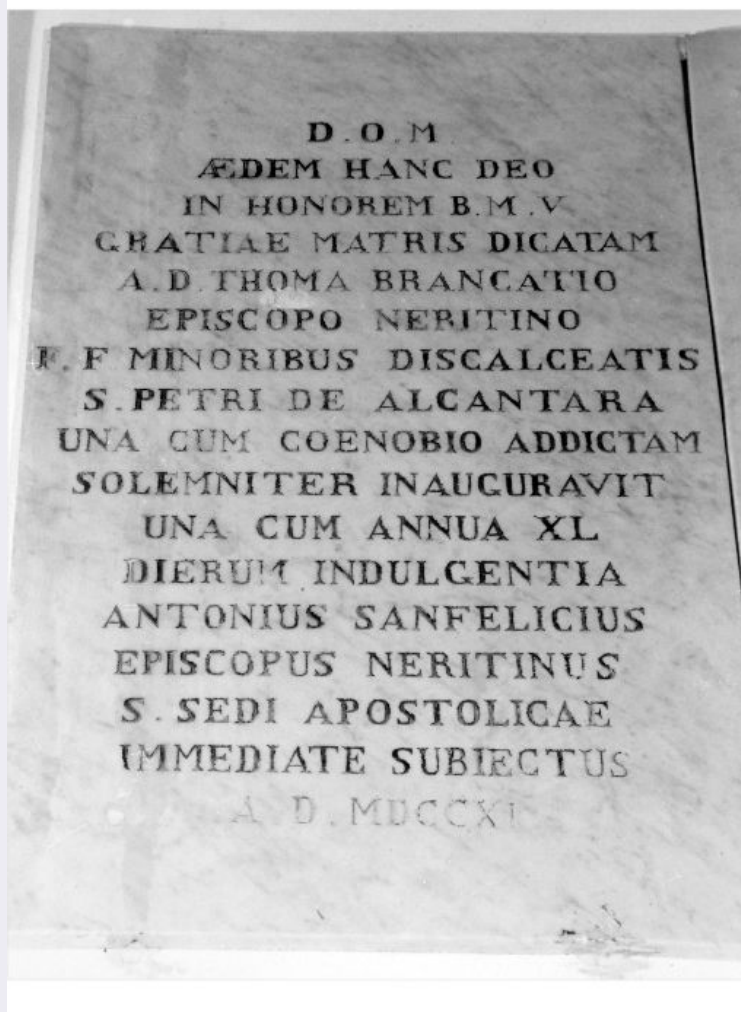 D.O.M
ÆDEM HANC DEO
IN HONOREM B.M.V
GRATIAE MATRIS DICATAM
A.D.THOMA BRANCATIO
EPISCOPO NERITINO
F.F MINORIBUS DISCALCEATIS
S.PETRI DE ALCANTARA
UNA CUM COENOBIO ADDICTAM
SOLEMNITER INAUGURAVIT
UNA CUM ANNUA XL
DIERUM INDULGENTIA
ANTONIUS SANFELICIUS
EPISCOPUS NERITINUS
S.SEDI APOSTOLICAE
IMMEDIATE SUBIECTUS
A D.MDCCXI